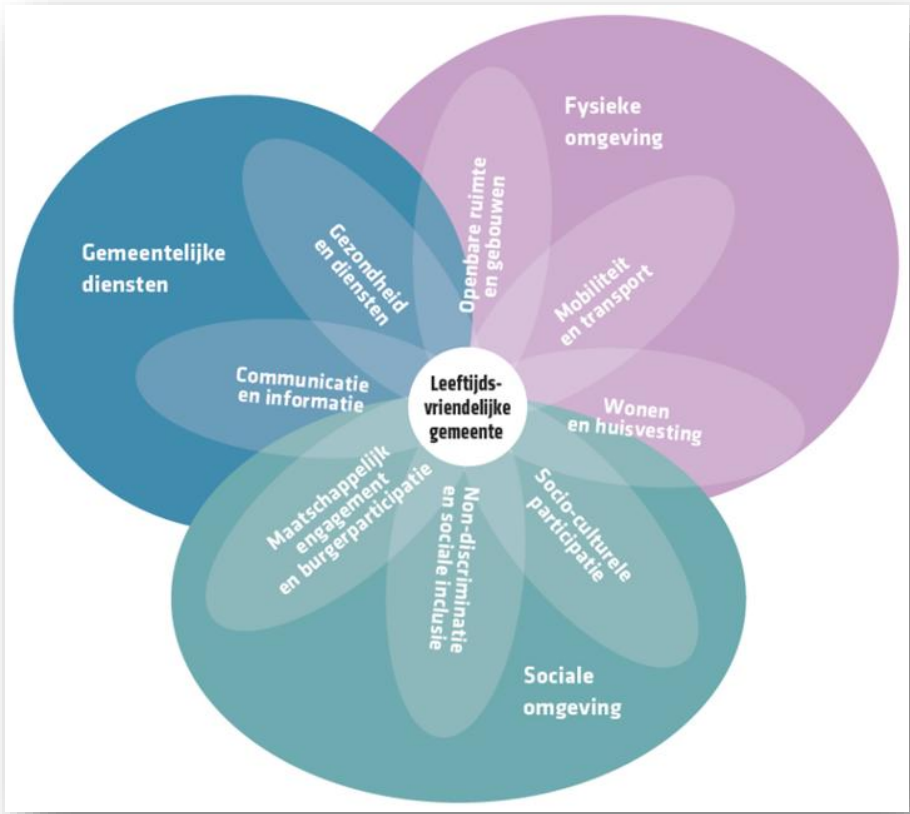 Fysieke
omgeving
Openbare ruimte
en gebouwen
Mobiliteit
en transport
Wonen
en huisvesting
Gemeentelijke
diensten
Gezondheid
en diensten
Communicatie
en informatie
Leeftijds-
vriendelijke
gemeente
Maatschappelijk
engagement
en burgerparticipatie
Non-discriminatie
en sociale inclusie
Socio-culturele
participatie
Sociale
omgeving